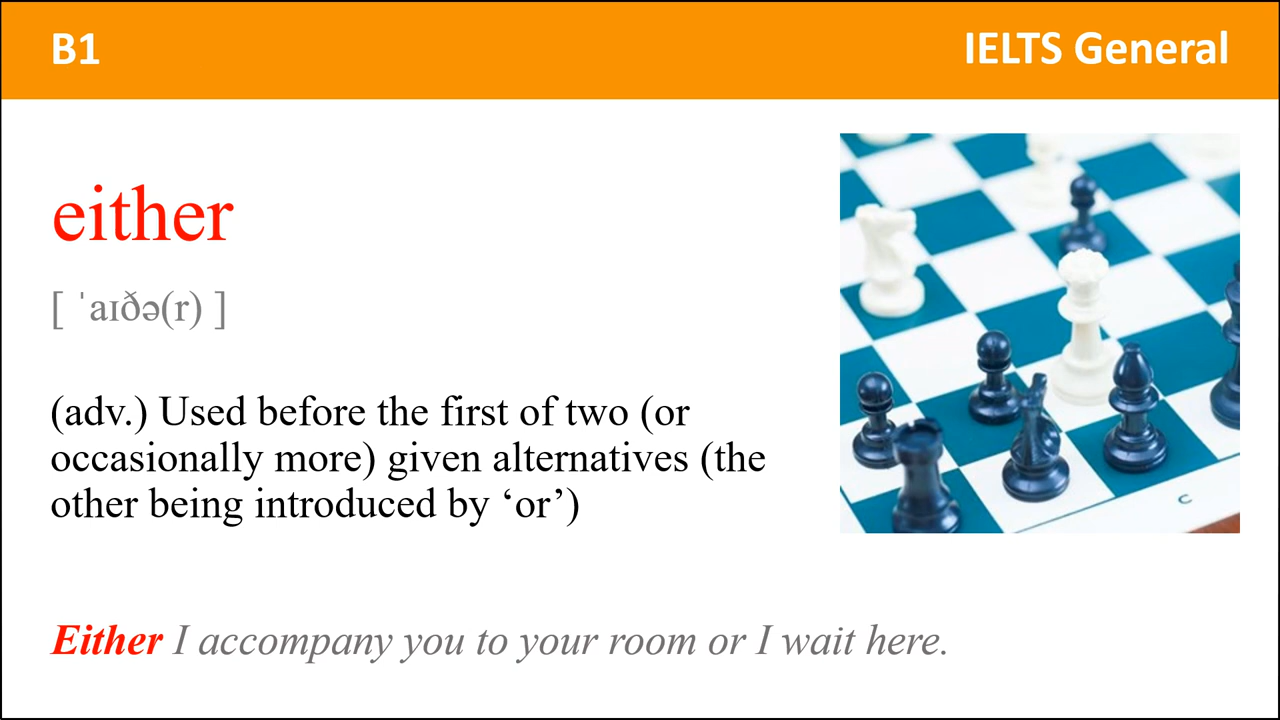 B1
IELTS General
either
[ ˈaɪðə(r) ]
(adv.) Used before the first of two (or
occasionally more) given alternatives (the
other being introduced by ‘or’)
C
Either I accompany you to your room or I wait here.